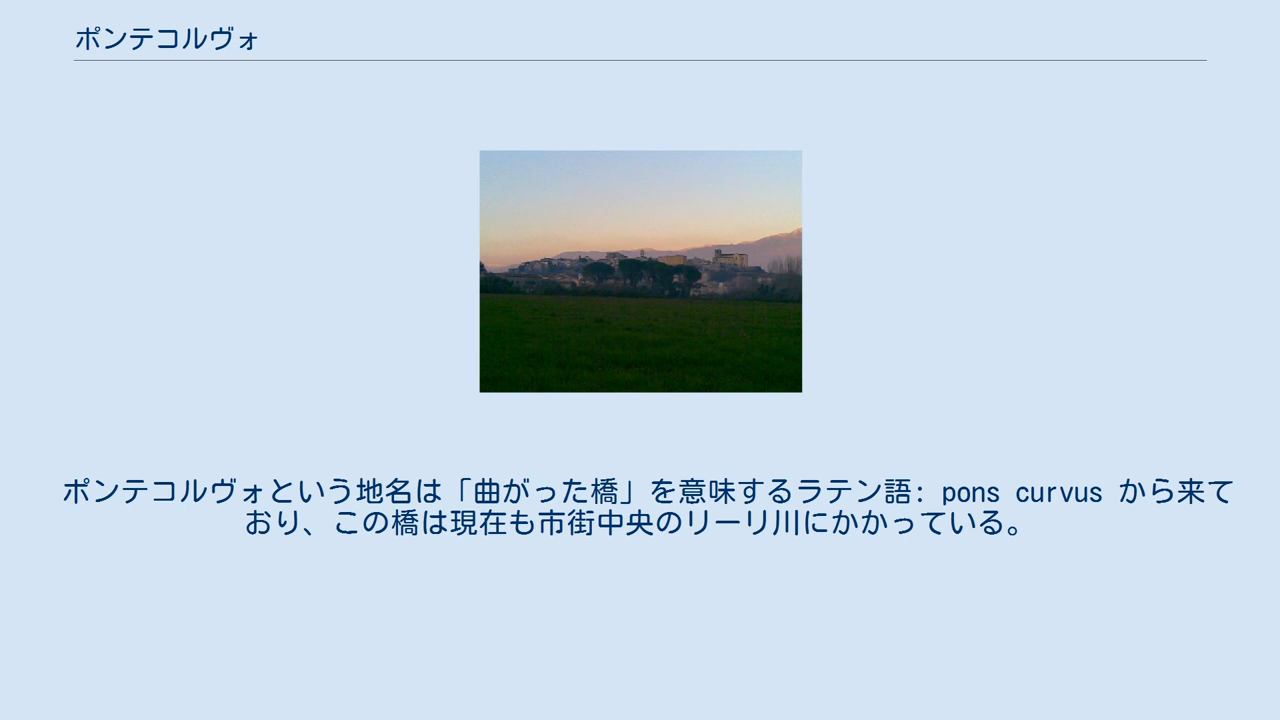 ポンテコルヴォ
ポンテコルヴォという地名は「曲がった橋」を意味するラテン語: pons curvus から来て
おり、この橋は現在も市街中央のリーリ川にかかっている。